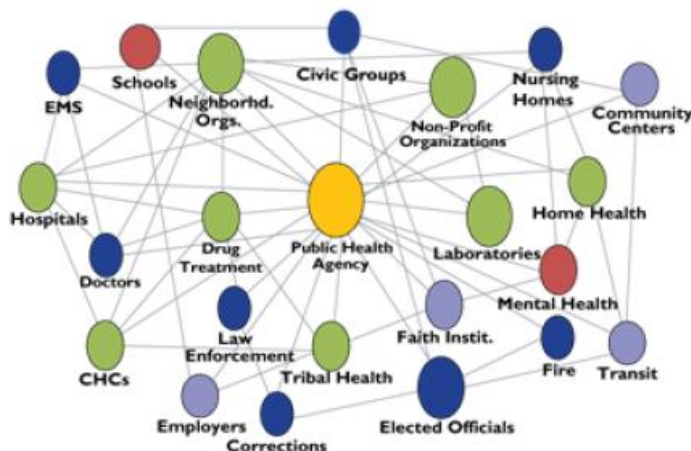 EMS
Schools
Neighborhd.
Orgs.
Civic Groups
Non-Profit
Organizations
Nursing
Homes
Community
Centers
Hospitals
Doctors
Drug
Treatment
Public Health
Agency
Laboratories
Home Health
Mental Health
CHCs
Law
Enforcement
Tribal Health
Faith Instit.
Fire
Transit
Employers
Corrections
Elected Officials